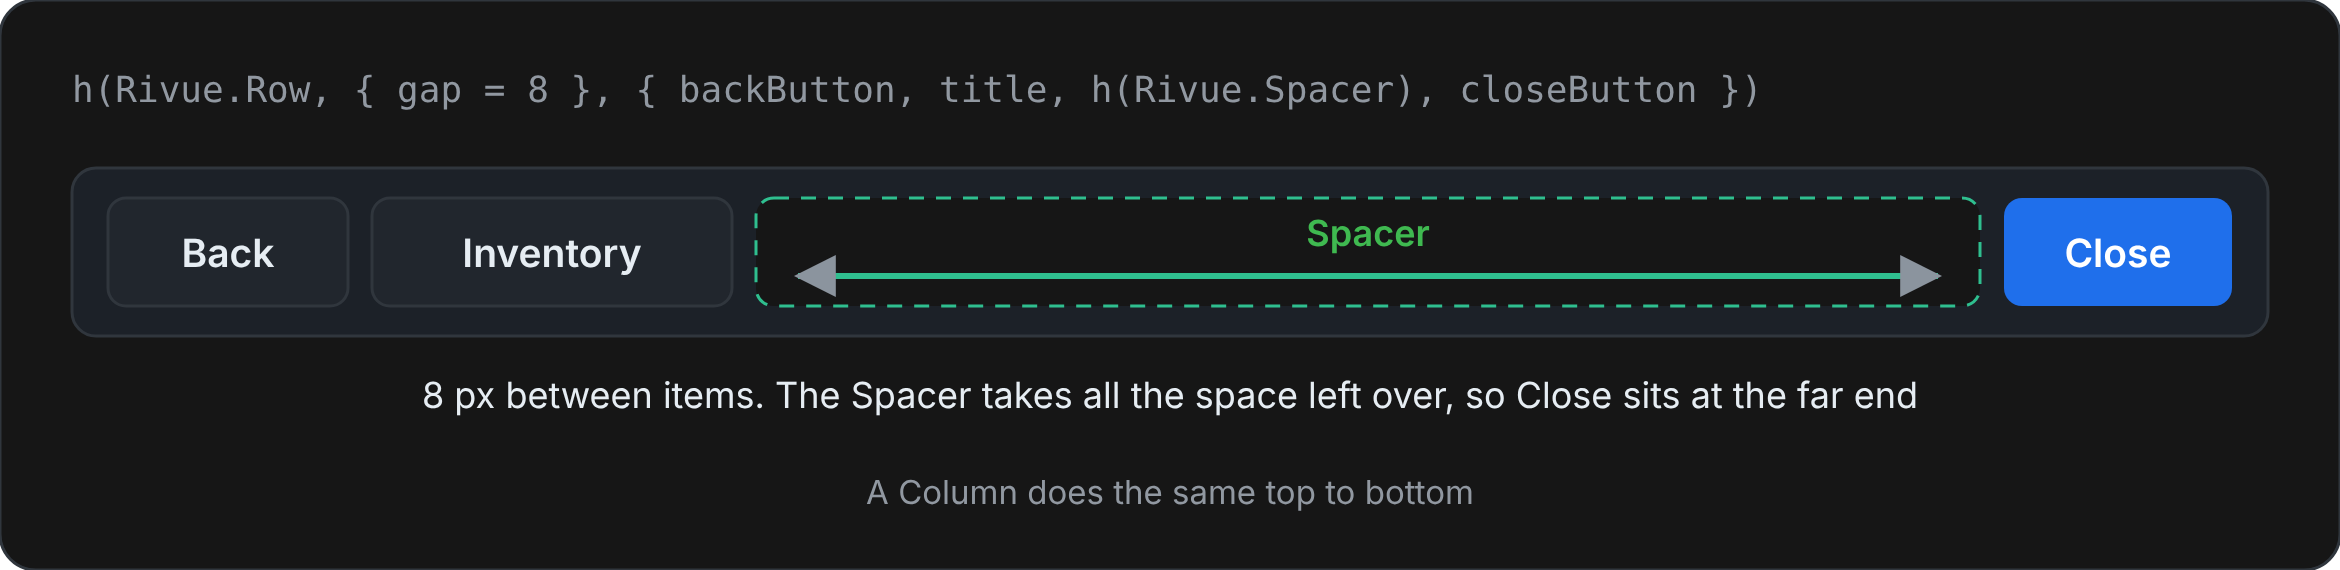 h(Rivue.Row, { gap = 8 }, { backButton, title, h(Rivue.Spacer), closeButton })
Back
Inventory
Spacer
Close
8 px between items. The Spacer takes all the space left over, so Close sits at the far end
A Column does the same top to bottom